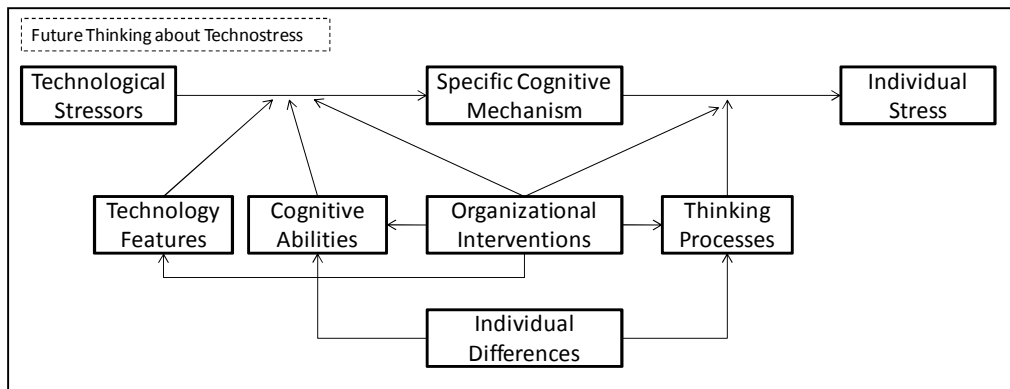 Future Thinking about Technostress
Technological
Stressors
Specific Cognitive
Mechanism
Individual
Stress
Technology
Features
Cognitive
Abilities
Organizational
Interventions
Thinking
Processes
Individual
Differences